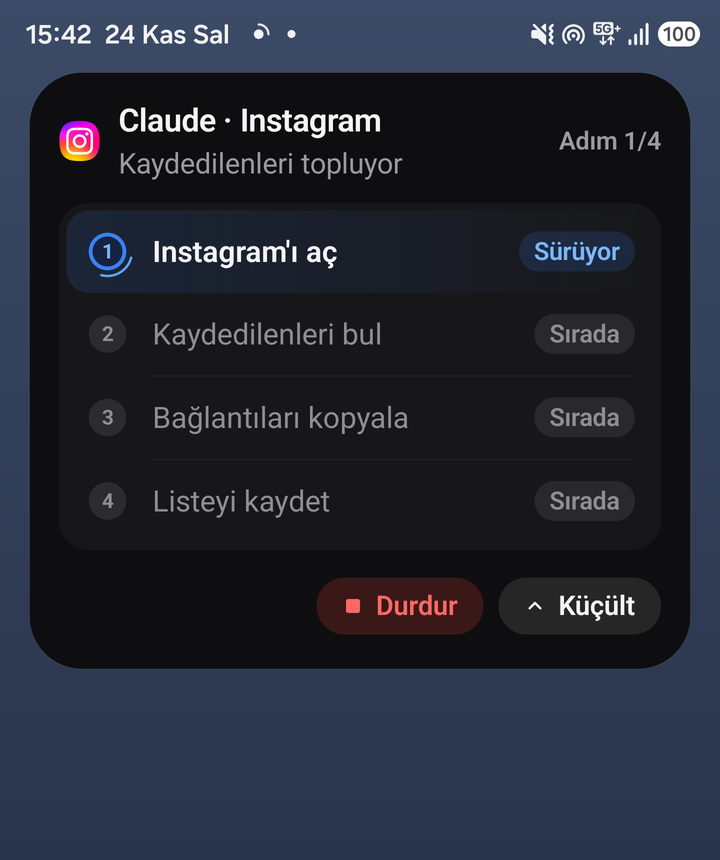 15:42 24 Kas Sal 5G+ 100
Claude · Instagram
Kaydedilenleri topluyor
Adım 1/4
1 Instagram'ı aç Sürüyor
2 Kaydedilenleri bul Sırada
3 Bağlantıları kopyala Sırada
4 Listeyi kaydet Sırada
Durdur Küçült